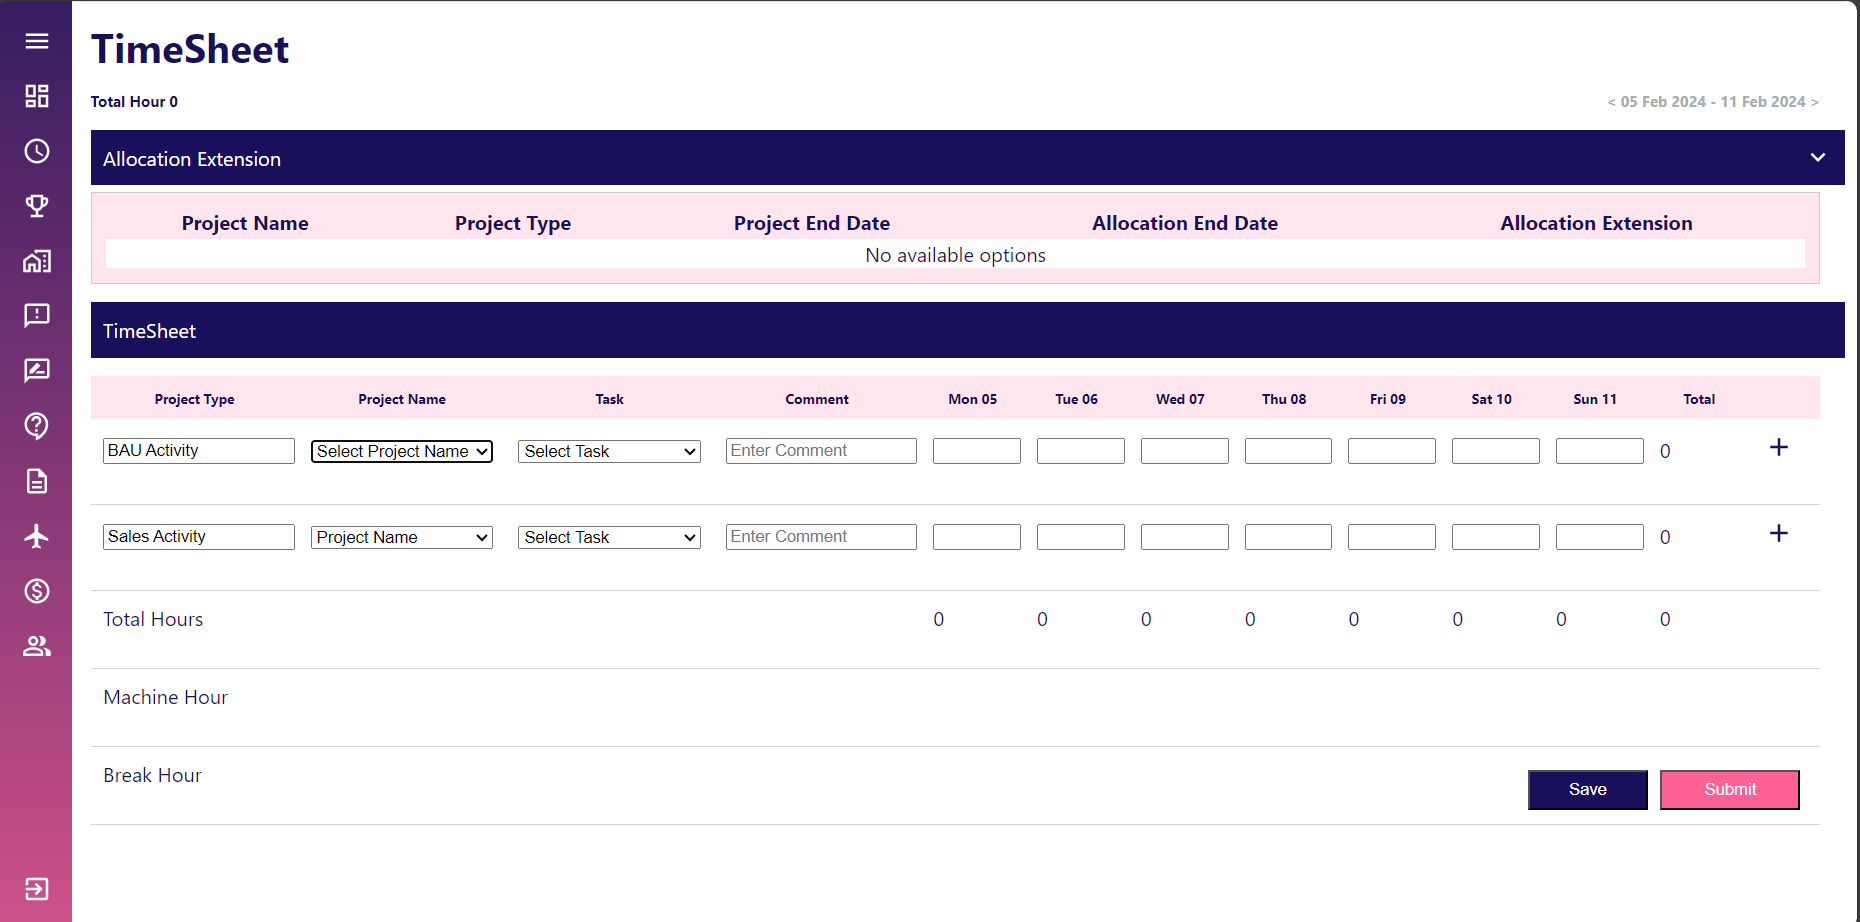 TimeSheet
Total Hour 0
< 05 Feb 2024 - 11 Feb 2024 >
Allocation Extension
Project Name Project Type Project End Date Allocation End Date Allocation Extension
No available options
TimeSheet
Project Type Project Name Task Comment Mon 05 Tue 06 Wed 07 Thu 08 Fri 09 Sat 10 Sun 11 Total
BAU Activity Select Project Name Select Task Enter Comment 0 +
Sales Activity Project Name Select Task Enter Comment 0 +
Total Hours 0 0 0 0 0 0 0 0
Machine Hour
Break Hour
Save Submit